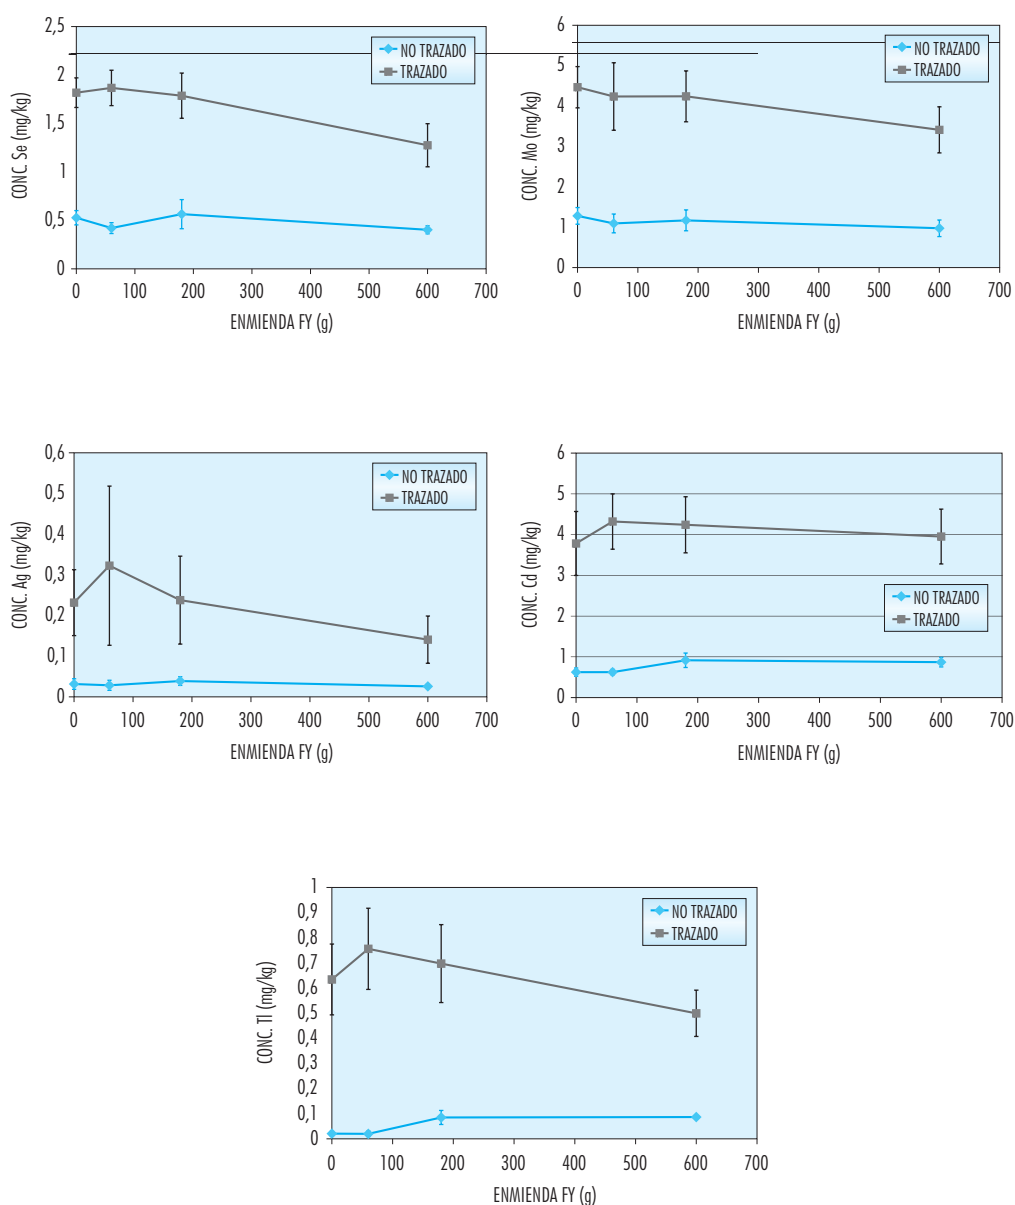 CONC. Se (mg/kg)
2,5
2
1,5
1
0,5
0
0 100 200 300 400 500 600 700
ENMIENDA FY (g)
NO TRAZADO
TRAZADO
CONC. Mo (mg/kg)
6
5
4
3
2
1
0
0 100 200 300 400 500 600 700
ENMIENDA FY (g)
NO TRAZADO
TRAZADO
CONC. Ag (mg/kg)
0,6
0,5
0,4
0,3
0,2
0,1
0
0 100 200 300 400 500 600 700
ENMIENDA FY (g)
NO TRAZADO
TRAZADO
CONC. Cd (mg/kg)
6
5
4
3
2
1
0
0 100 200 300 400 500 600 700
ENMIENDA FY (g)
NO TRAZADO
TRAZADO
CONC. Tl (mg/kg)
1
0,9
0,8
0,7
0,6
0,5
0,4
0,3
0,2
0,1
0
0 100 200 300 400 500 600 700
ENMIENDA FY (g)
NO TRAZADO
TRAZADO